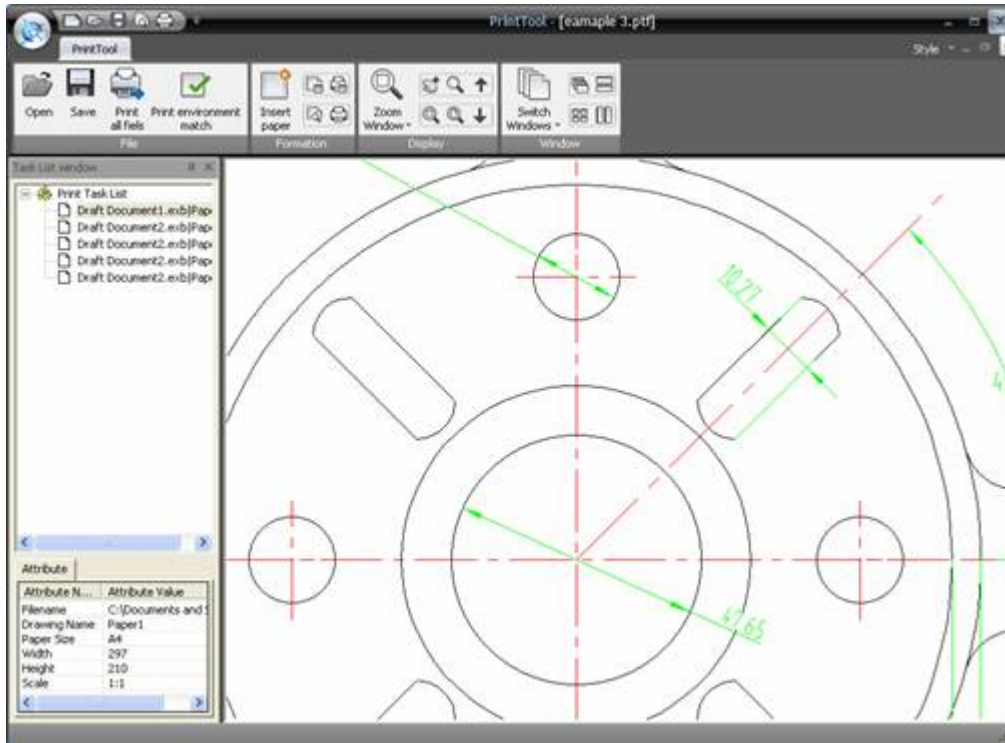 PrintTool - [eamaple 3.ptf]
PrintTool
Style
Open
Save
Print all fiels
Print environment match
Insert paper
Zoom Window
Switch Windows
File
Formation
Display
Window
Task List window
Print Task List
Draft Document1.exb|Pap
Draft Document2.exb|Pap
Draft Document2.exb|Pap
Draft Document2.exb|Pap
Draft Document2.exb|Pap
10.27
4
47.65
Attribute
Attribute N... Attribute Value
Filename C:\Documents and S
Drawing Name Paper1
Paper Size A4
Width 297
Height 210
Scale 1:1